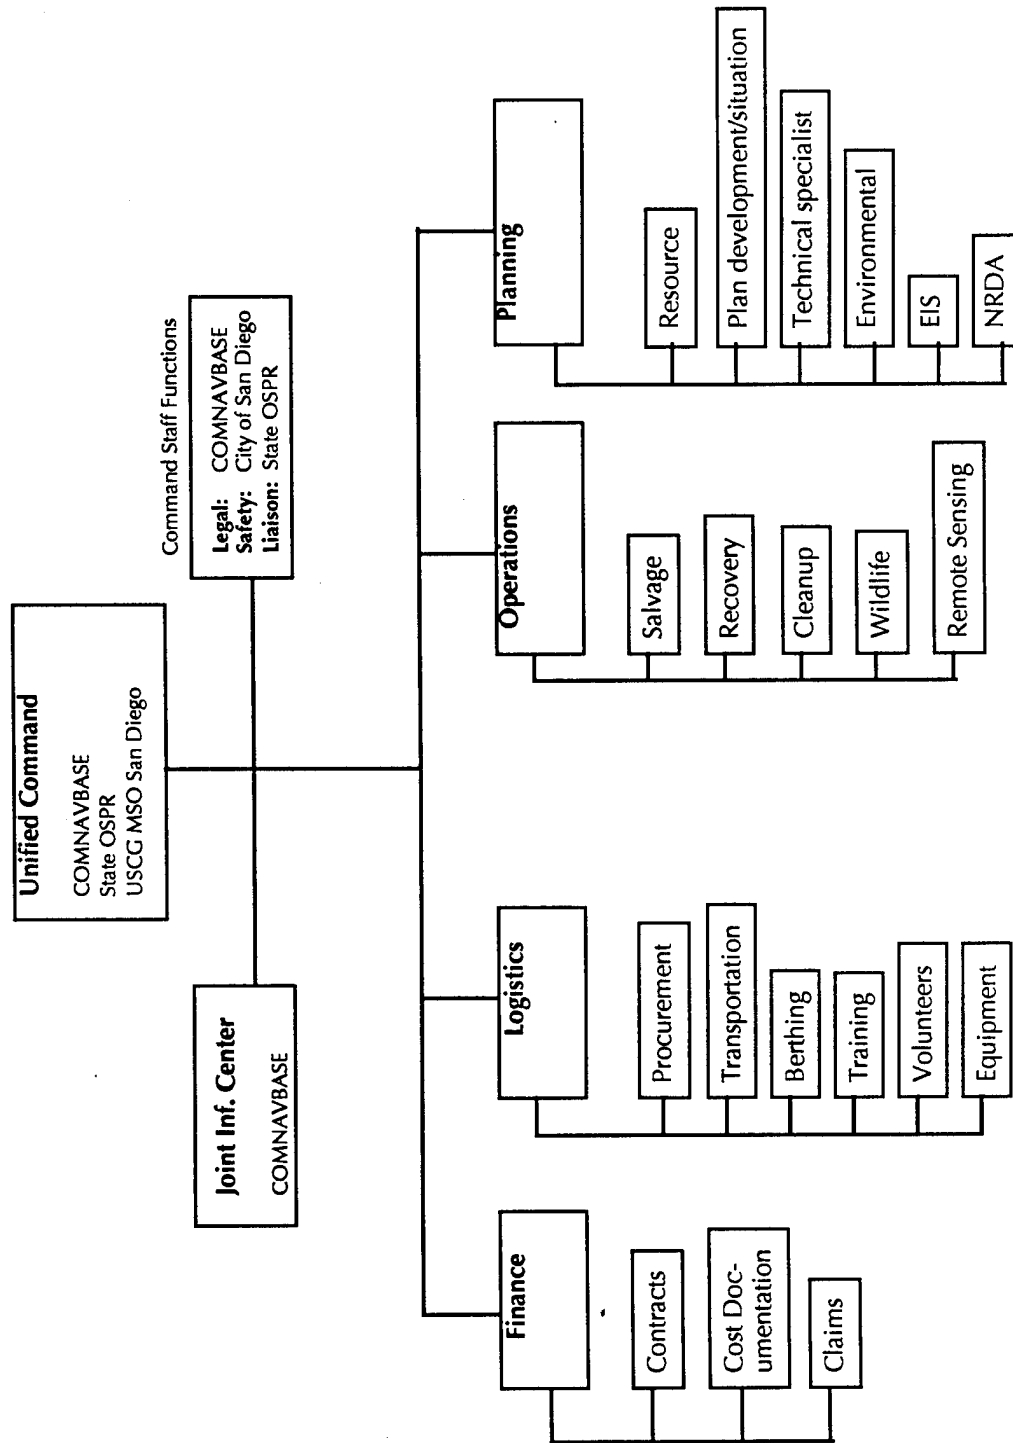 Unified Command
COMNAVBASE
State OSPR
USCG MSO San Diego
Joint Inf. Center
COMNAVBASE
Command Staff Functions
Legal: COMNAVBASE
Safety: City of San Diego
Liaison: State OSPR
Finance
Contracts
Cost Doc-
umentation
Claims
Logistics
Procurement
Transportation
Berthing
Training
Volunteers
Equipment
Operations
Salvage
Recovery
Cleanup
Wildlife
Remote Sensing
Planning
Resource
Plan development/situation
Technical specialist
Environmental
EIS
NRDA